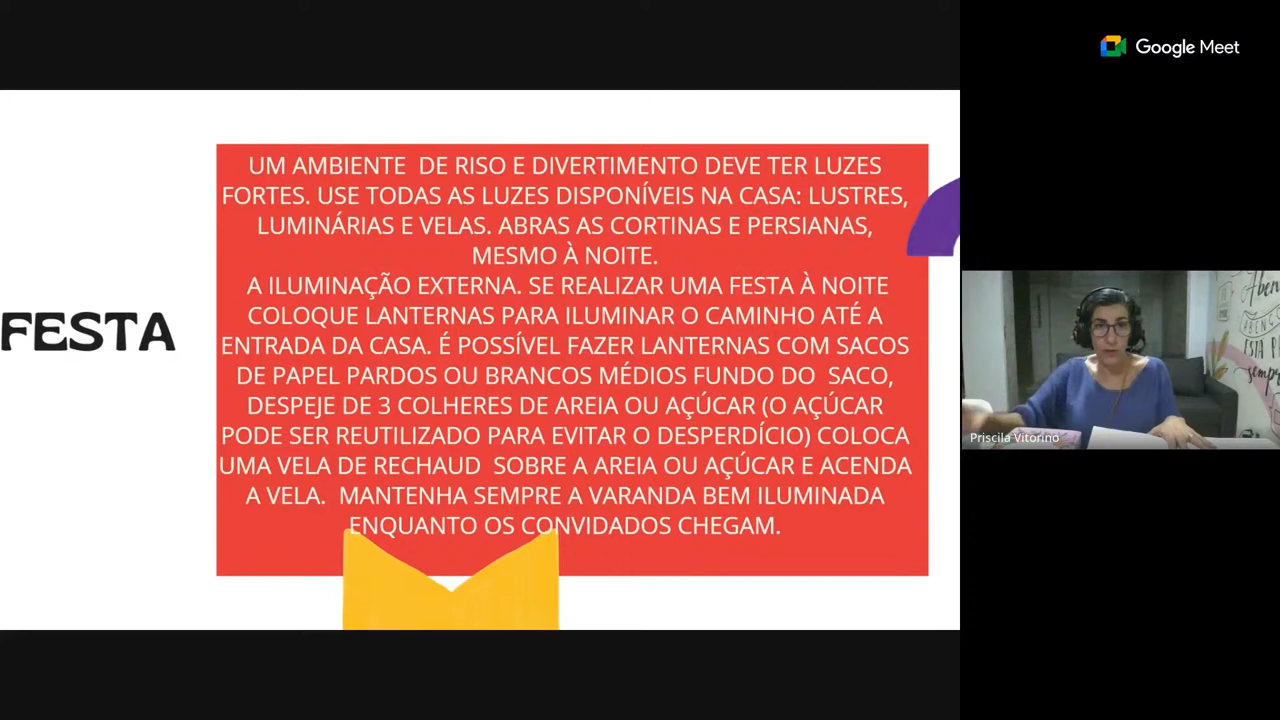 Google Meet
UM AMBIENTE DE RISO E DIVERTIMENTO DEVE TER LUZES
FORTES. USE TODAS AS LUZES DISPONÍVEIS NA CASA: LUSTRES,
LUMINÁRIAS E VELAS. ABRAS AS CORTINAS E PERSIANAS,
MESMO À NOITE.
A ILUMINAÇÃO EXTERNA. SE REALIZAR UMA FESTA À NOITE
COLOQUE LANTERNAS PARA ILUMINAR O CAMINHO ATÉ A
ENTRADA DA CASA. É POSSÍVEL FAZER LANTERNAS COM SACOS
DE PAPEL PARDOS OU BRANCOS MÉDIOS FUNDO DO SACO,
DESPEJE DE 3 COLHERES DE AREIA OU AÇÚCAR (O AÇÚCAR
PODE SER REUTILIZADO PARA EVITAR O DESPERDÍCIO) COLOCA
UMA VELA DE RECHAUD SOBRE A AREIA OU AÇÚCAR E ACENDA
A VELA. MANTENHA SEMPRE A VARANDA BEM ILUMINADA
ENQUANTO OS CONVIDADOS CHEGAM.
FESTA
Priscila Vitorino